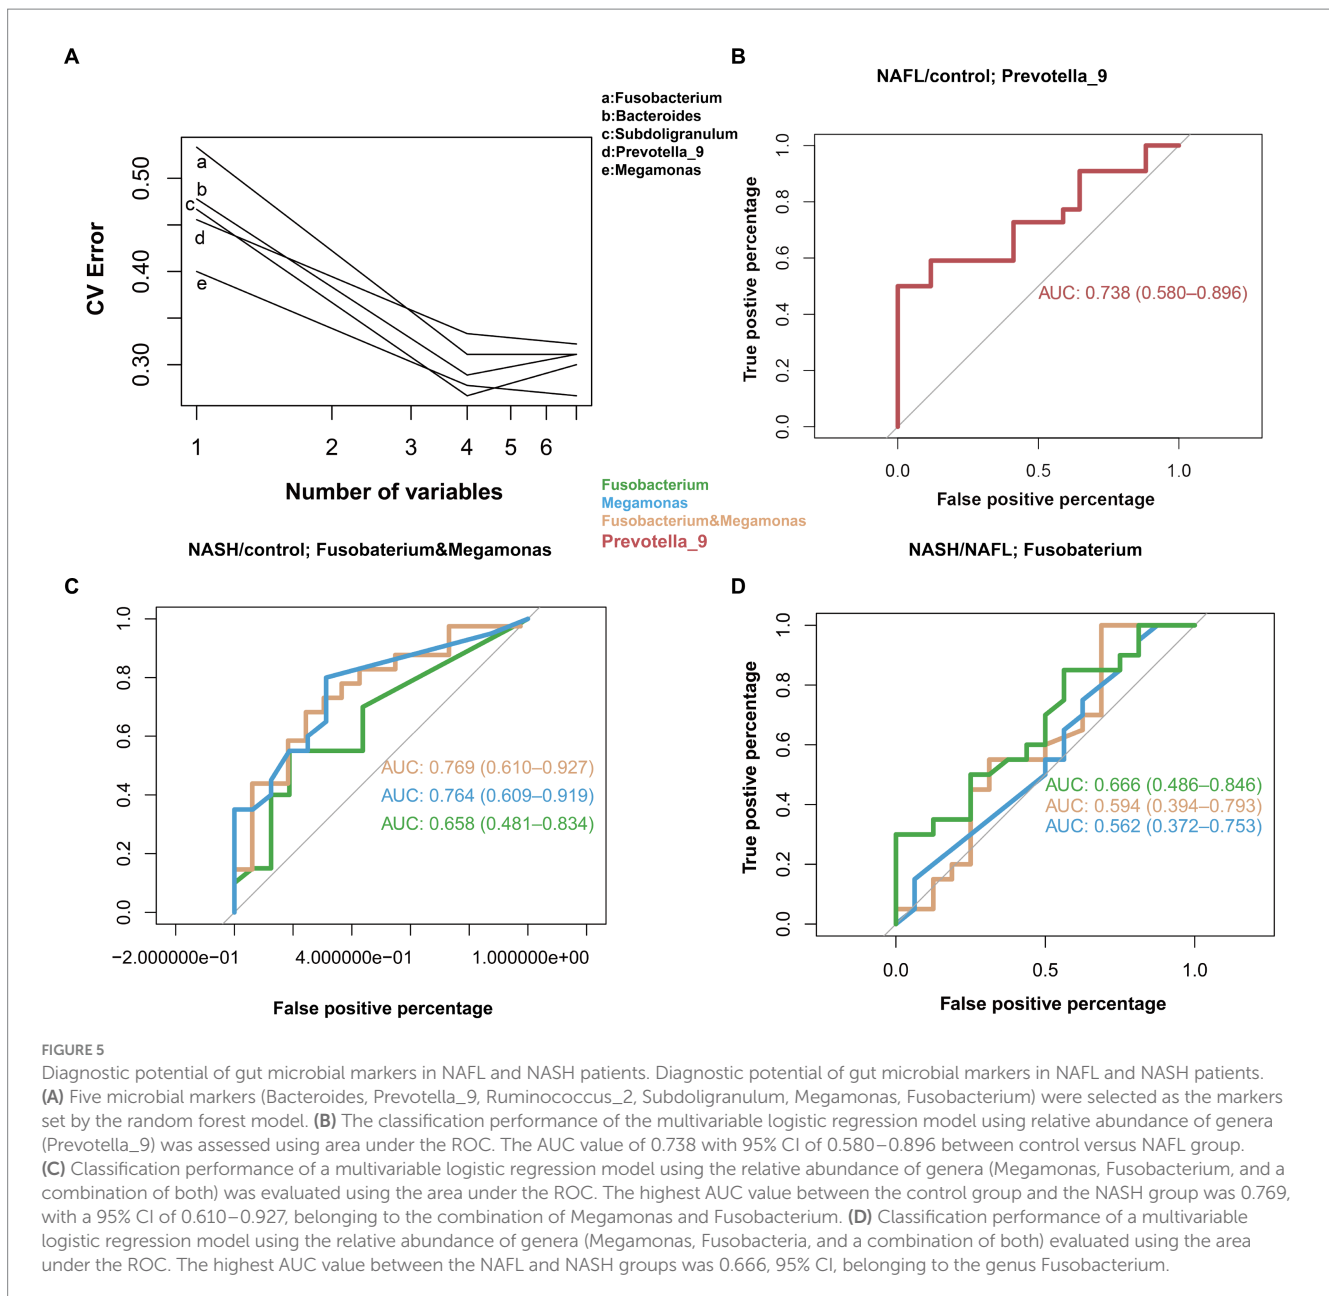 A
a:Fusobacterium
b:Bacteroides
c:Subdoligranulum
d:Prevotella_9
e:Megamonas
CV Error
0.50
0.40
0.30
a
b
c
d
e
1 2 3 4 5 6
Number of variables
B
NAFL/control; Prevotella_9
True postive percentage
1.0
0.8
0.6
0.4
0.2
0.0
AUC: 0.738 (0.580–0.896)
0.0 0.5 1.0
False positive percentage
Fusobacterium
Megamonas
Fusobacterium&Megamonas
Prevotella_9
C
NASH/control; Fusobaterium&Megamonas
1.0
0.8
0.6
0.4
0.2
0.0
AUC: 0.769 (0.610–0.927)
AUC: 0.764 (0.609–0.919)
AUC: 0.658 (0.481–0.834)
−2.000000e−01 4.000000e−01 1.000000e+00
False positive percentage
D
NASH/NAFL; Fusobaterium
True postive percentage
1.0
0.8
0.6
0.4
0.2
0.0
AUC: 0.666 (0.486–0.846)
AUC: 0.594 (0.394–0.793)
AUC: 0.562 (0.372–0.753)
0.0 0.5 1.0
False positive percentage
FIGURE 5
Diagnostic potential of gut microbial markers in NAFL and NASH patients. Diagnostic potential of gut microbial markers in NAFL and NASH patients.
(A) Five microbial markers (Bacteroides, Prevotella_9, Ruminococcus_2, Subdoligranulum, Megamonas, Fusobacterium) were selected as the markers
set by the random forest model. (B) The classification performance of the multivariable logistic regression model using relative abundance of genera
(Prevotella_9) was assessed using area under the ROC. The AUC value of 0.738 with 95% CI of 0.580–0.896 between control versus NAFL group.
(C) Classification performance of a multivariable logistic regression model using the relative abundance of genera (Megamonas, Fusobacterium, and a
combination of both) was evaluated using the area under the ROC. The highest AUC value between the control group and the NASH group was 0.769,
with a 95% CI of 0.610–0.927, belonging to the combination of Megamonas and Fusobacterium. (D) Classification performance of a multivariable
logistic regression model using the relative abundance of genera (Megamonas, Fusobacteria, and a combination of both) evaluated using the area
under the ROC. The highest AUC value between the NAFL and NASH groups was 0.666, 95% CI, belonging to the genus Fusobacterium.